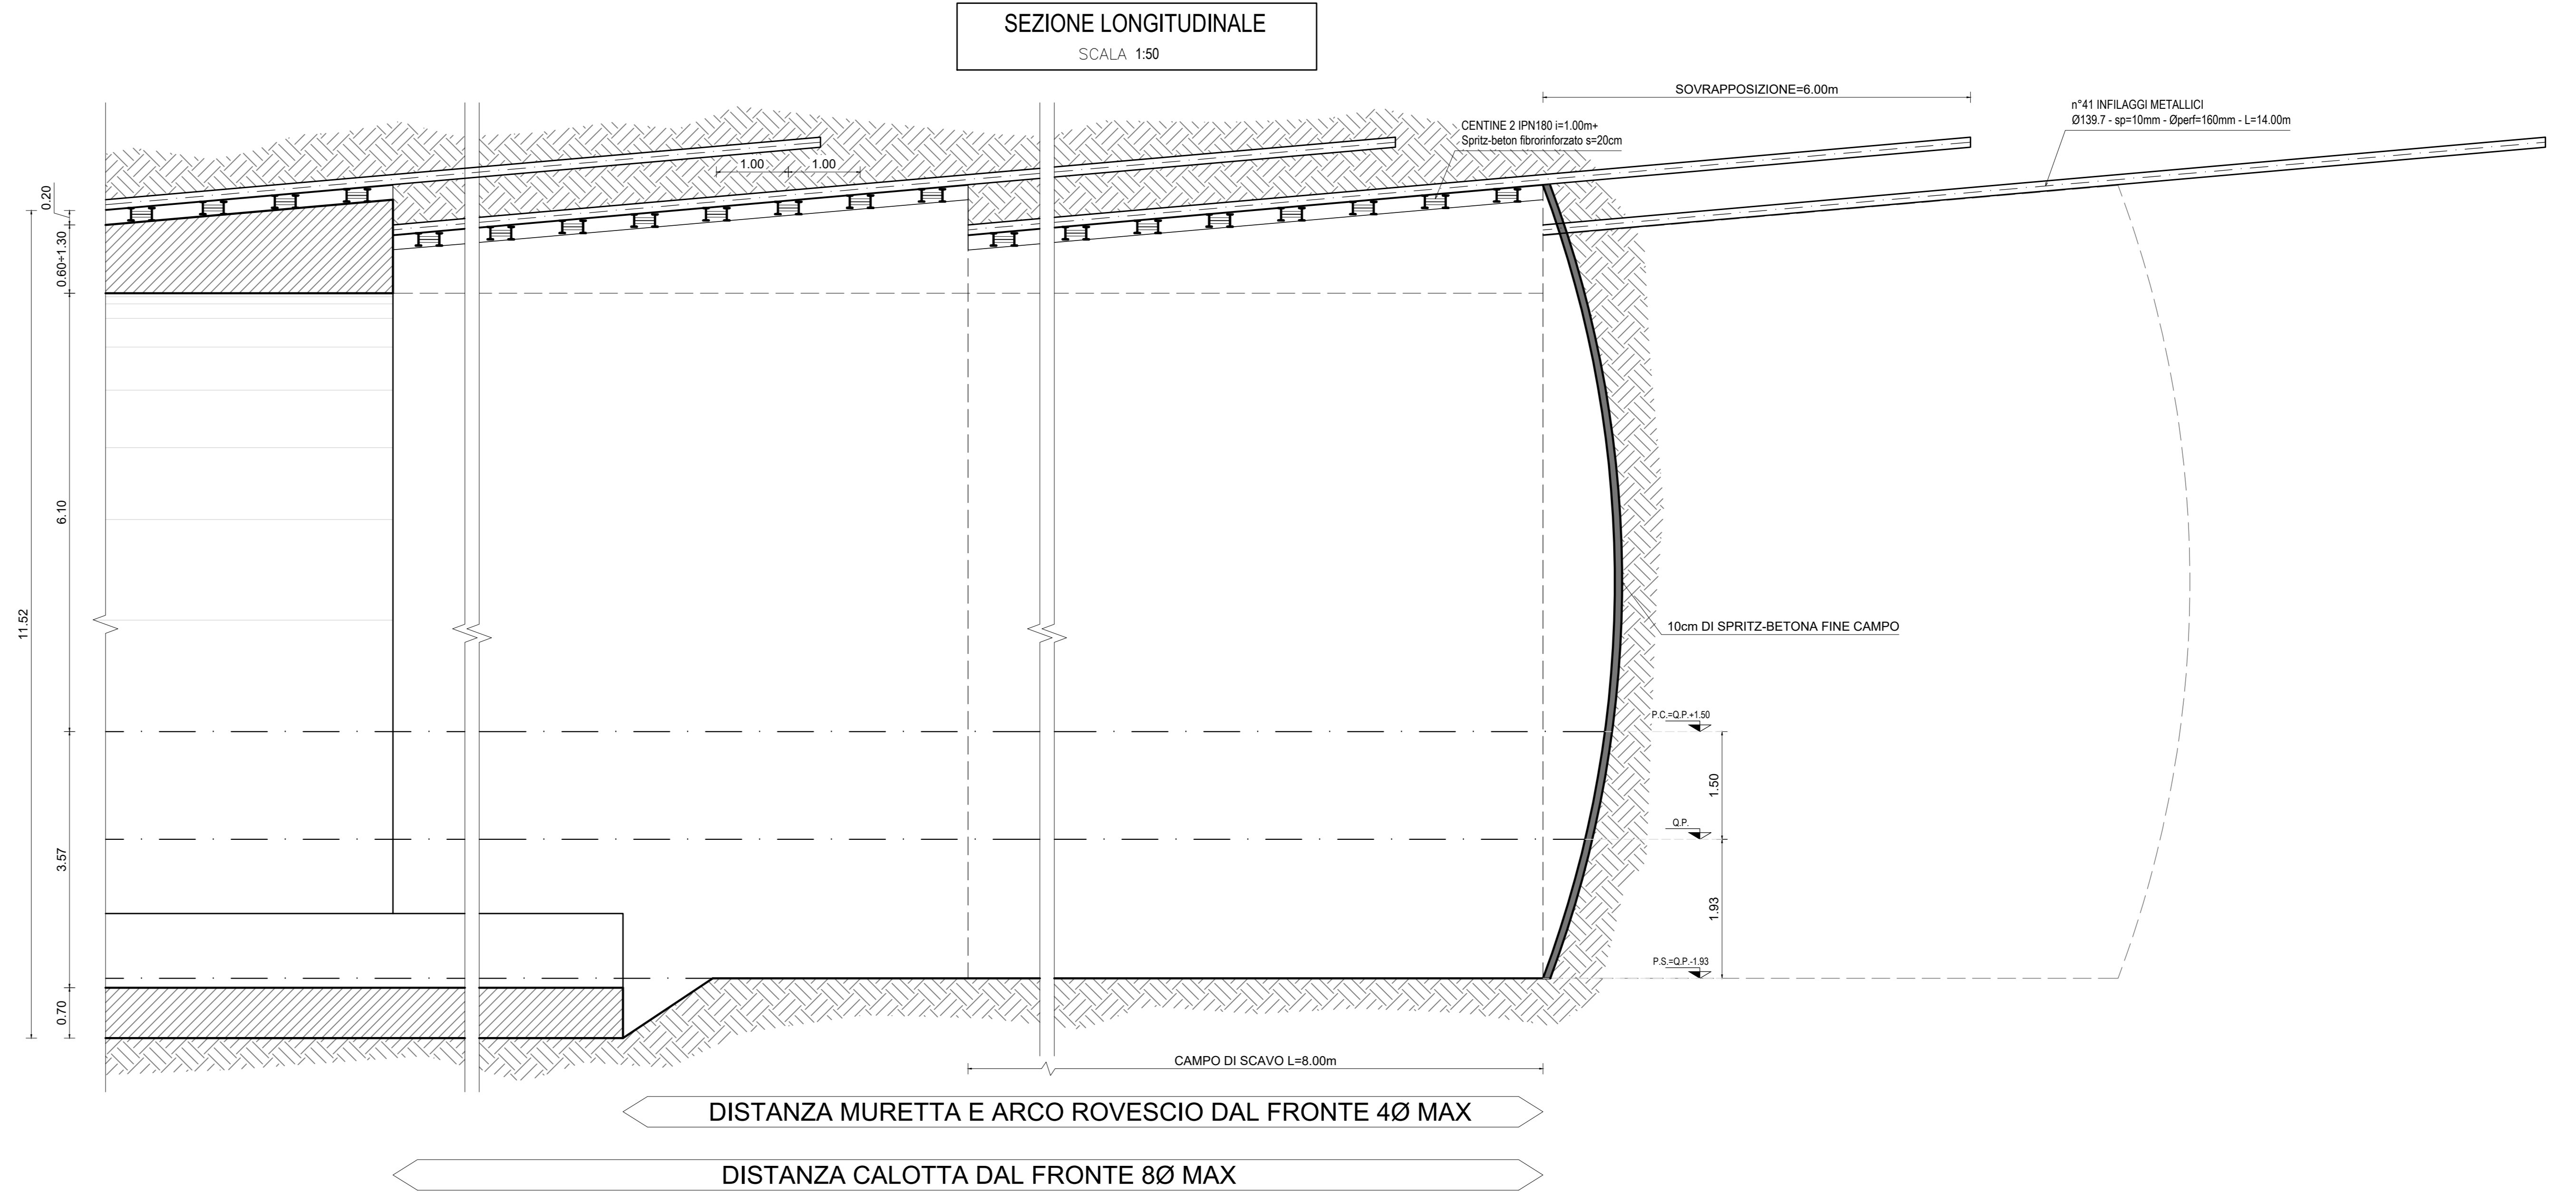 SEZIONE LONGITUDINALE
SCALA 1:50
SOVRAPPOSIZIONE=6.00m
n°41 INFILAGGI METALLICI
Ø139.7 - sp=10mm - Øperf=160mm - L=14.00m
CENTINE 2 IPN180 i=1.00m+
Spritz-beton fibrorinforzato s=20cm
1.00
1.00
0.20
0.60÷1.30
6.10
11.52
3.57
0.70
10cm DI SPRITZ-BETONA FINE CAMPO
P.C.=Q.P.+1.50
1.50
Q.P.
1.93
P.S.=Q.P.-1.93
CAMPO DI SCAVO L=8.00m
DISTANZA MURETTA E ARCO ROVESCIO DAL FRONTE 4Ø MAX
DISTANZA CALOTTA DAL FRONTE 8Ø MAX